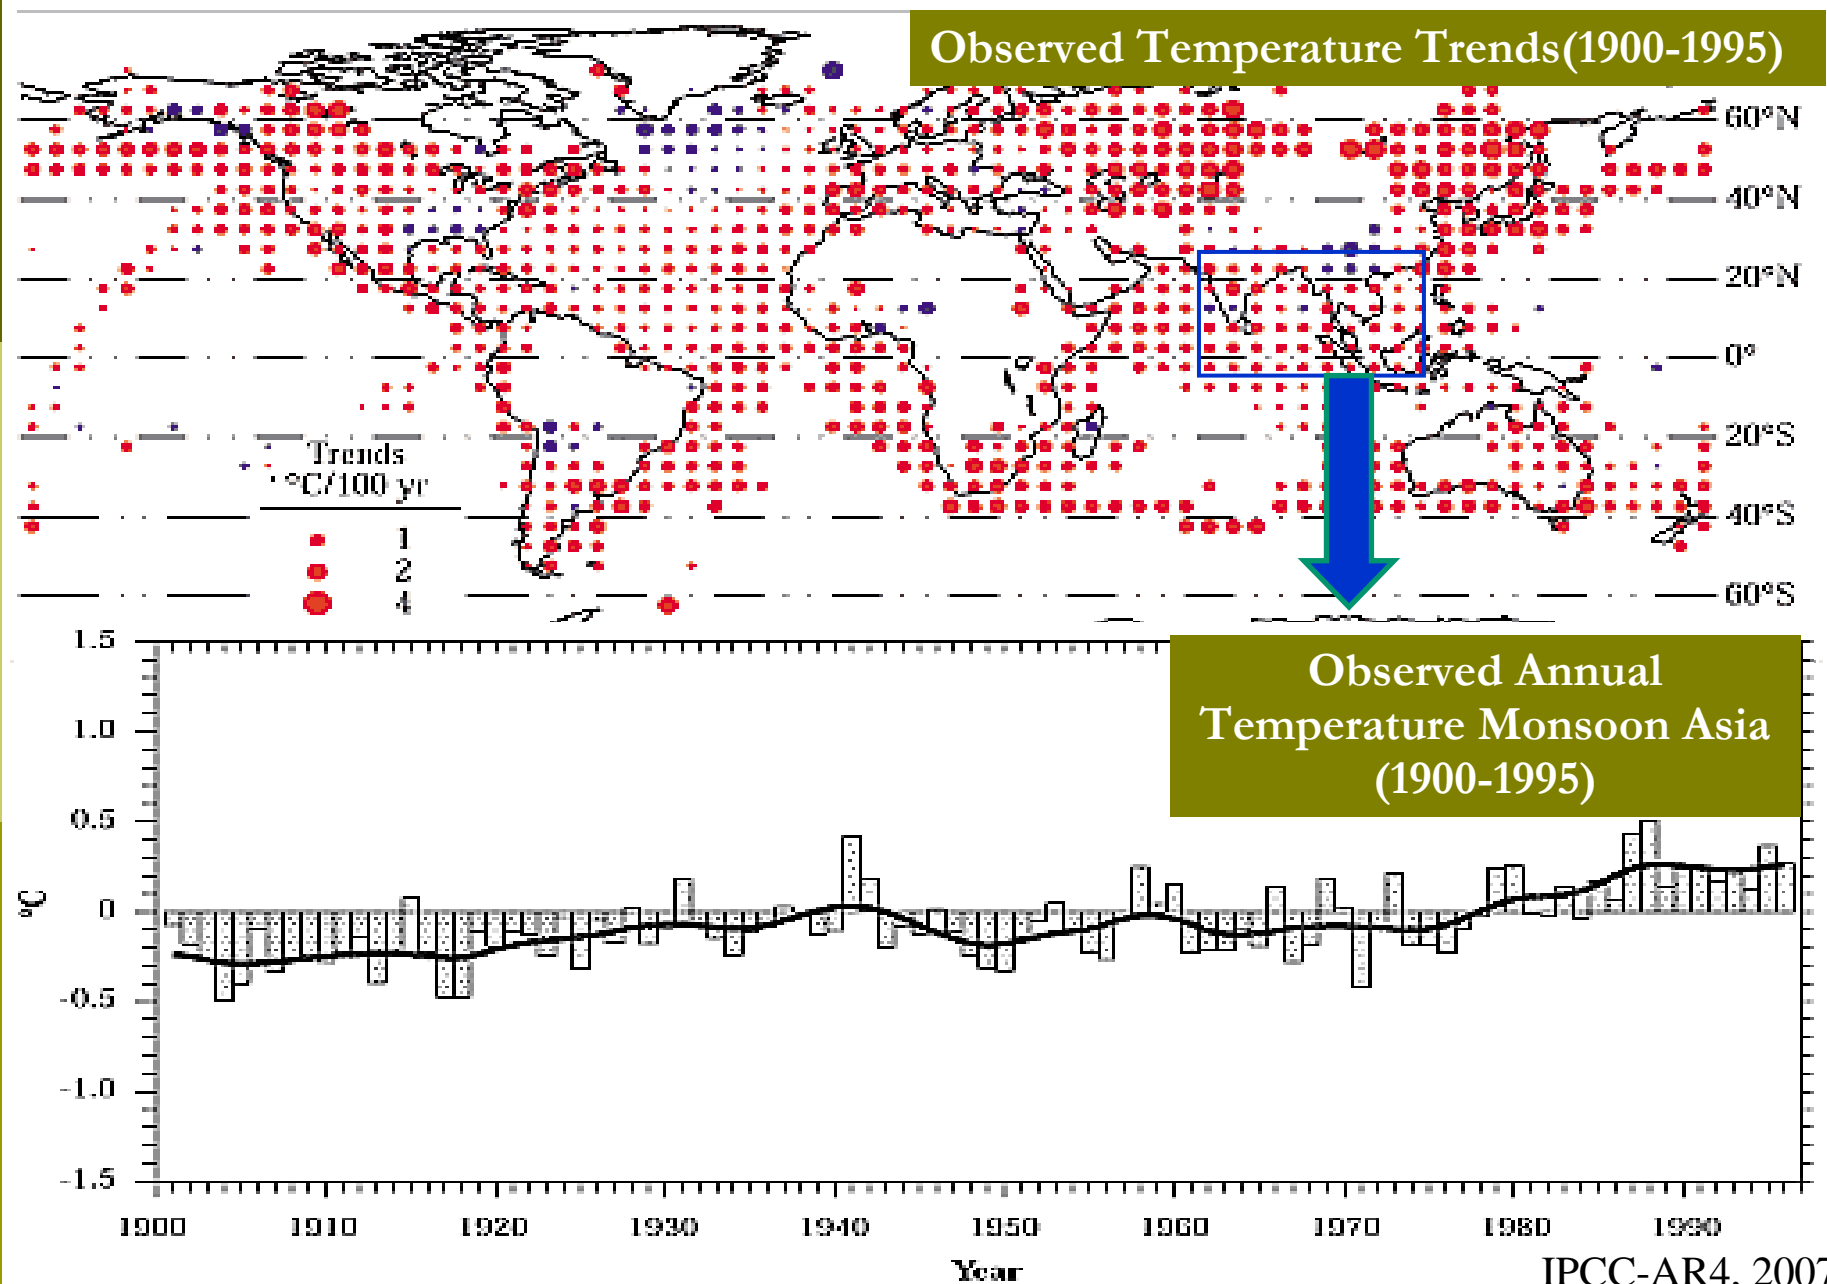 Observed Temperature Trends(1900-1995)
60°N
40°N
20°N
0°
20°S
40°S
60°S
Trends
°C/100 yr
1
2
4
Observed Annual
Temperature Monsoon Asia
(1900-1995)
1.5
1.0
0.5
0
-0.5
-1.0
-1.5
°C
1900 1910 1920 1930 1940 1950 1960 1970 1980 1990
Year
IPCC-AR4, 2007